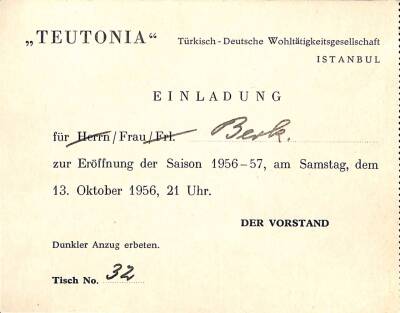 „TEUTONIA“ Türkisch-Deutsche Wohltätigkeitsgesellschaft
ISTANBUL
EINLADUNG
für Herrn/Frau/Frl. Berk.
zur Eröffnung der Saison 1956–57, am Samstag, dem
13. Oktober 1956, 21 Uhr.
DER VORSTAND
Dunkler Anzug erbeten.
Tisch No. 32